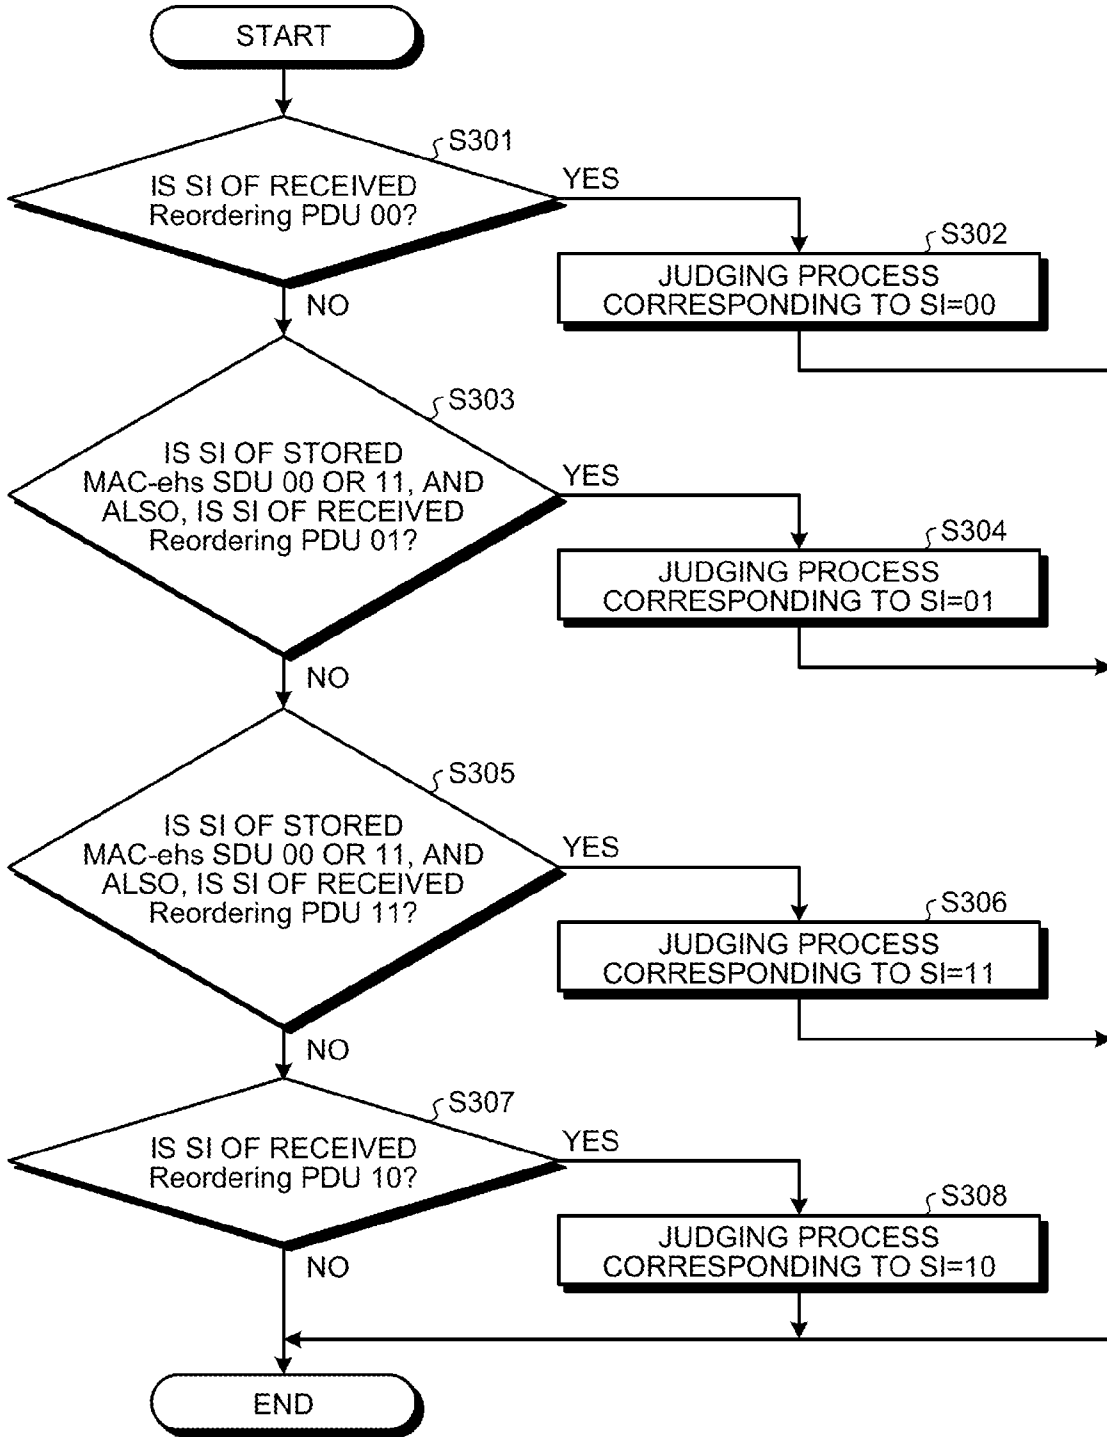 START
S301
IS SI OF RECEIVED
Reordering PDU 00?
YES
NO
S302
JUDGING PROCESS
CORRESPONDING TO SI=00
S303
IS SI OF STORED
MAC-ehs SDU 00 OR 11, AND
ALSO, IS SI OF RECEIVED
Reordering PDU 01?
YES
NO
S304
JUDGING PROCESS
CORRESPONDING TO SI=01
S305
IS SI OF STORED
MAC-ehs SDU 00 OR 11, AND
ALSO, IS SI OF RECEIVED
Reordering PDU 11?
YES
NO
S306
JUDGING PROCESS
CORRESPONDING TO SI=11
S307
IS SI OF RECEIVED
Reordering PDU 10?
YES
NO
S308
JUDGING PROCESS
CORRESPONDING TO SI=10
END